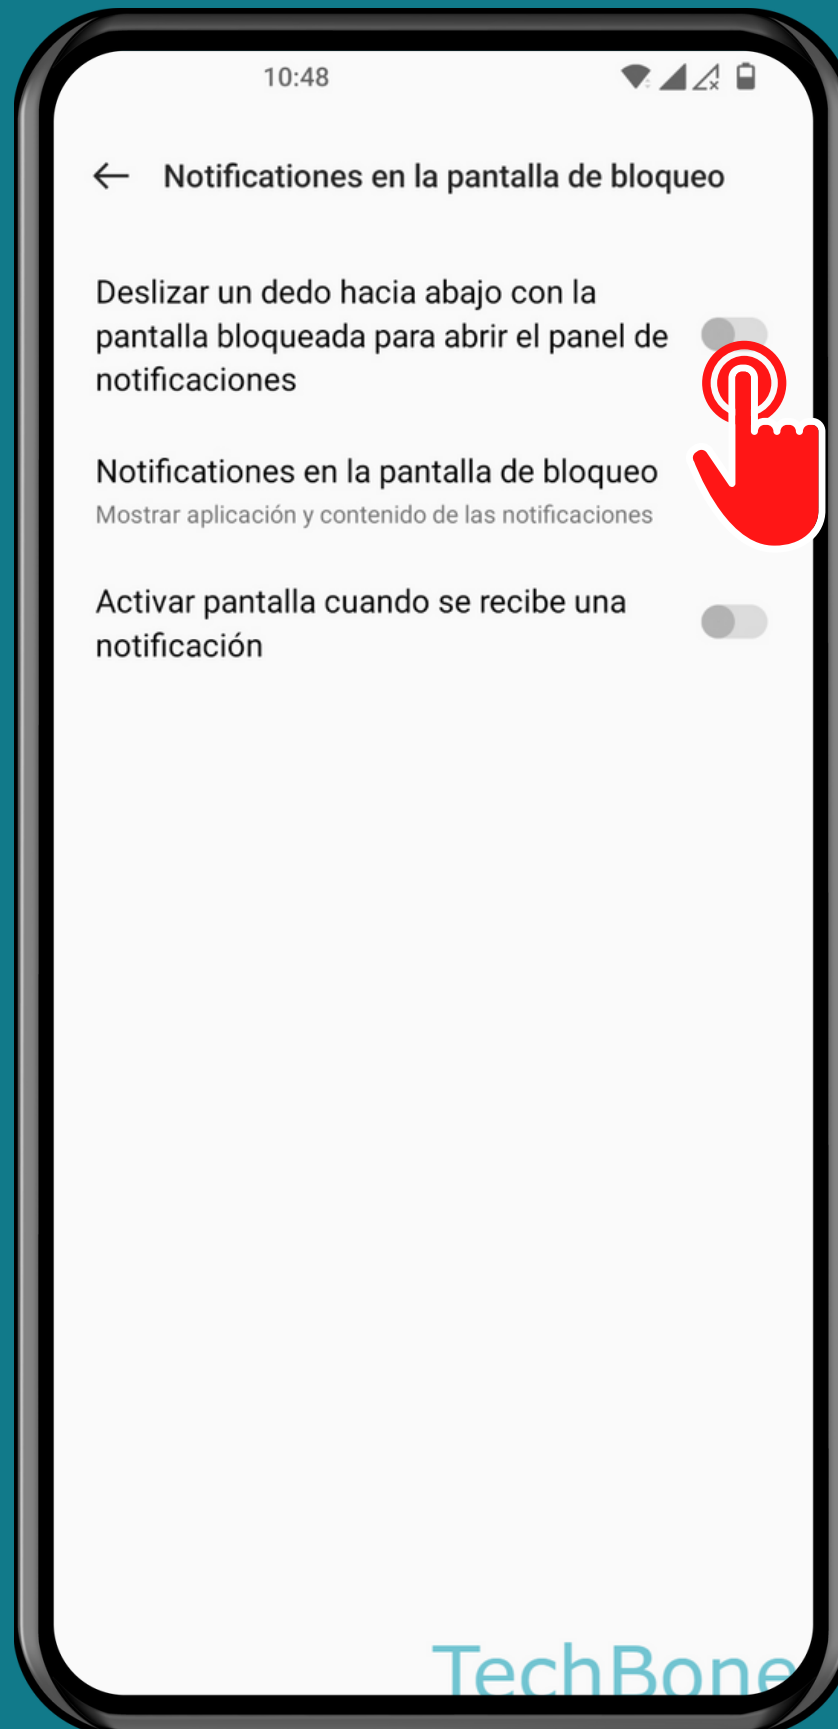 10:48
Notificationes en la pantalla de bloqueo
Deslizar un dedo hacia abajo con la
pantalla bloqueada para abrir el panel de
notificaciones
Notificationes en la pantalla de bloqueo
Mostrar aplicación y contenido de las notificaciones
Activar pantalla cuando se recibe una
notificación
TechBone